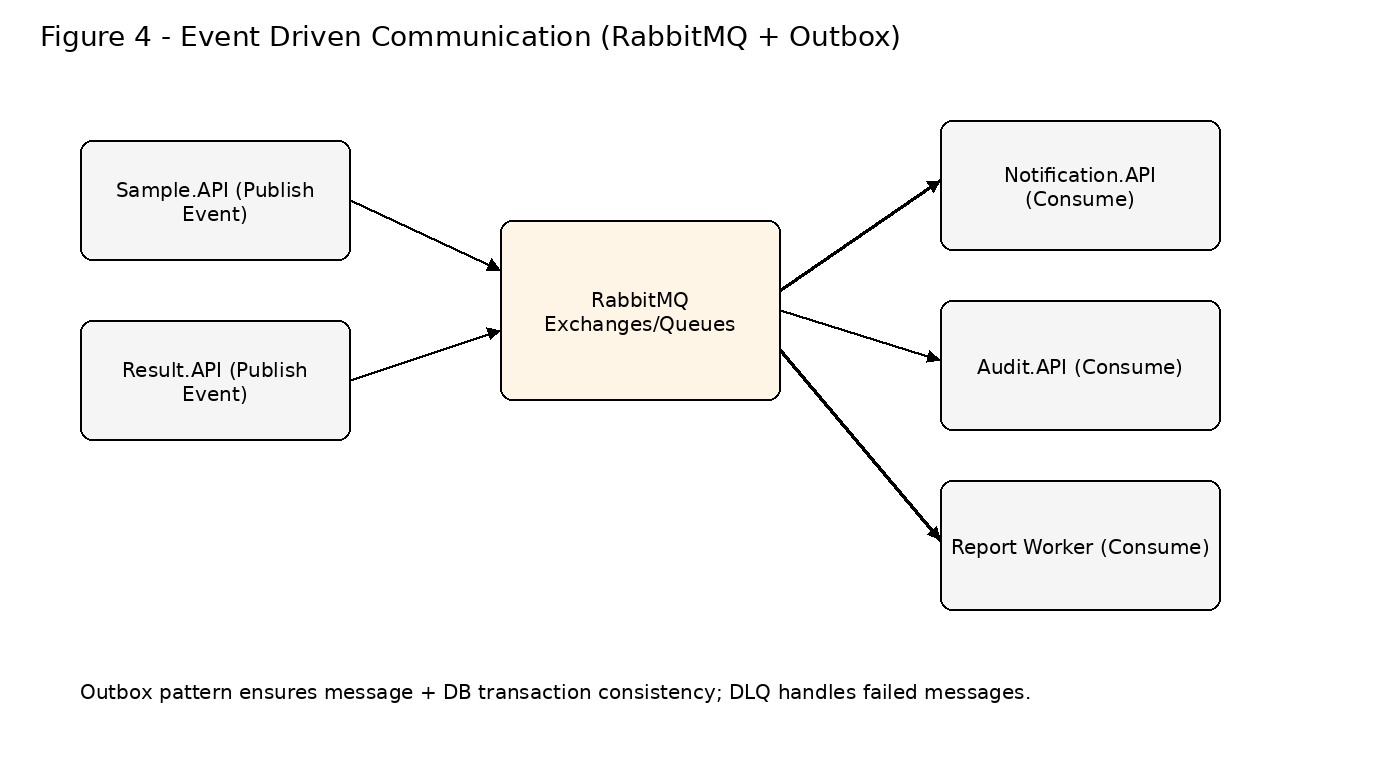 Figure 4 - Event Driven Communication (RabbitMQ + Outbox)
Sample.API (Publish
Event)
Result.API (Publish
Event)
RabbitMQ
Exchanges/Queues
Notification.API
(Consume)
Audit.API (Consume)
Report Worker (Consume)
Outbox pattern ensures message + DB transaction consistency; DLQ handles failed messages.